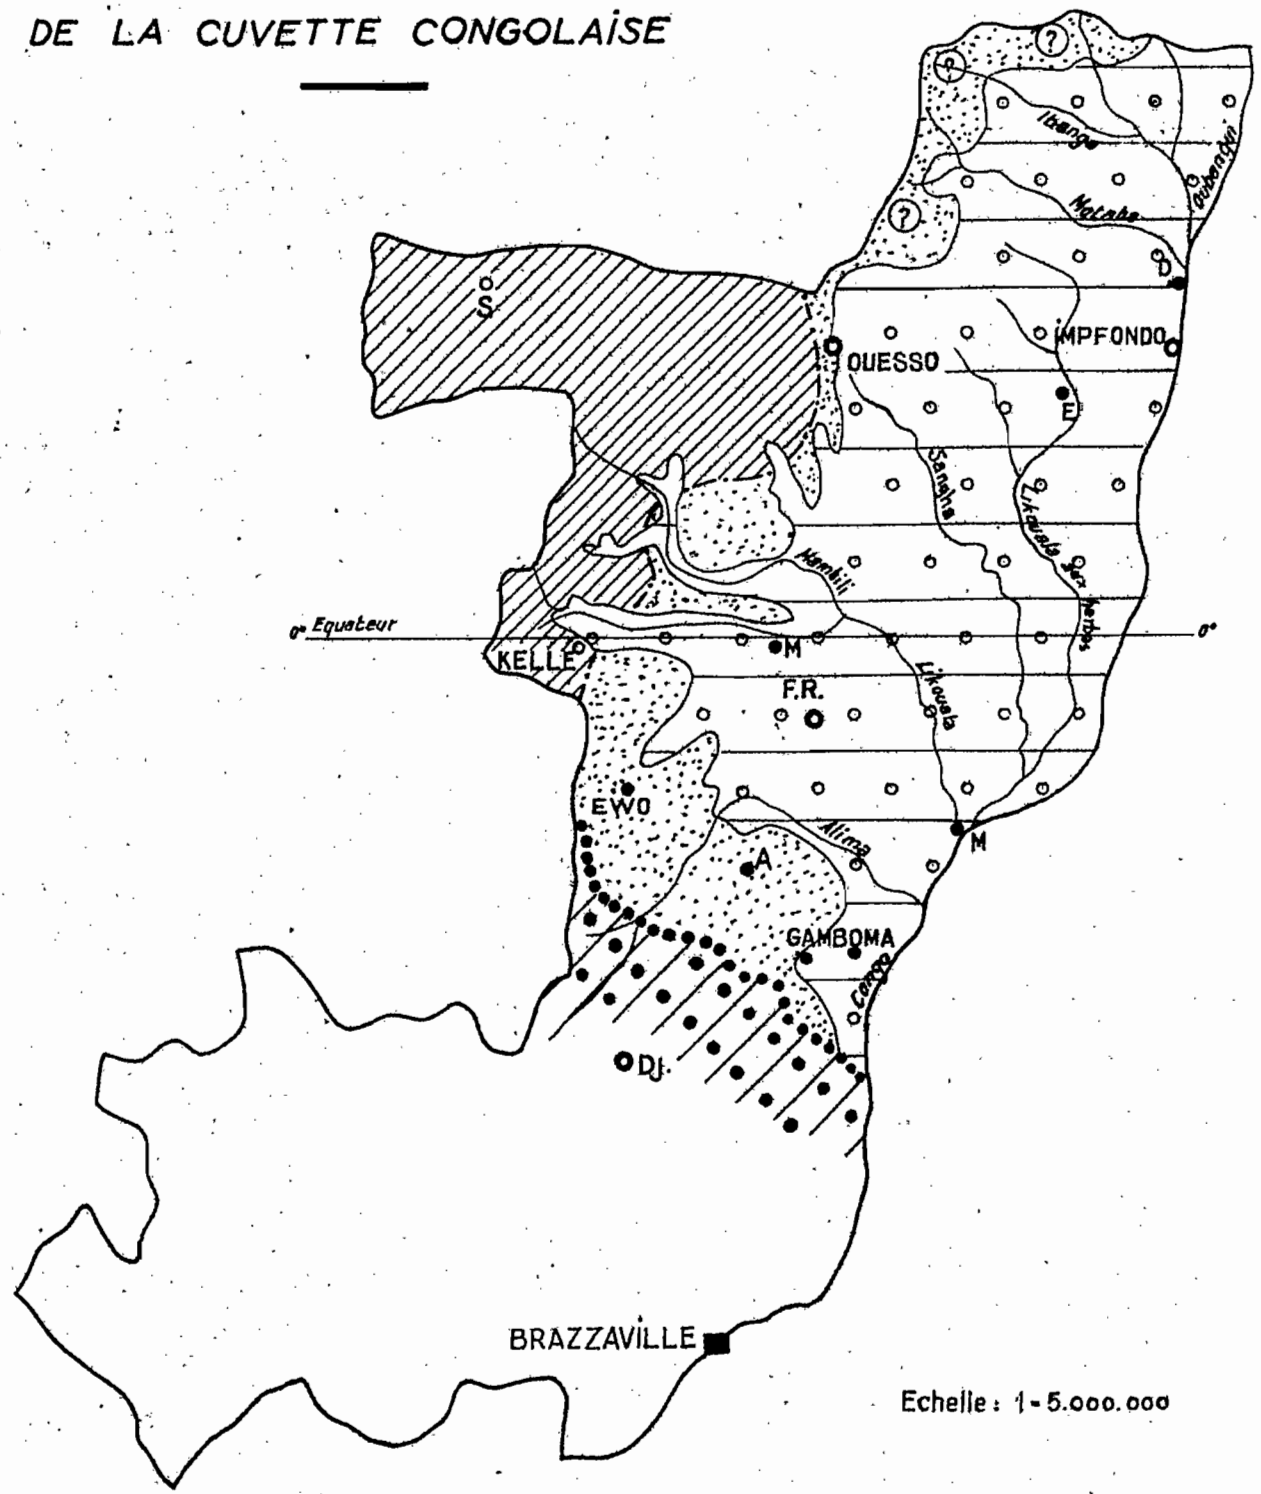 DE LA CUVETTE CONGOLAISE
?
?
Ibenga
Oubangui
Motaba
?
D
S
IMPFONDO
OUESSO
E
Sangha
Likouala aux herbes
Mambili
0° Equateur
0°
KELLE
M
F.R.
Likouala
EWO
Alima
M
A
GAMBOMA
Congo
Dj.
BRAZZAVILLE
Echelle : 1-5.000.000